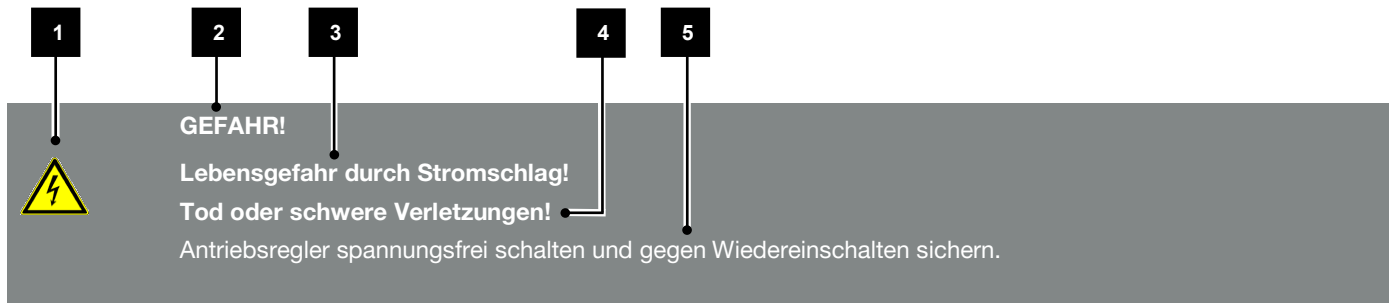 1 2 3 4 5
GEFAHR!
Lebensgefahr durch Stromschlag!
Tod oder schwere Verletzungen!
Antriebsregler spannungsfrei schalten und gegen Wiedereinschalten sichern.